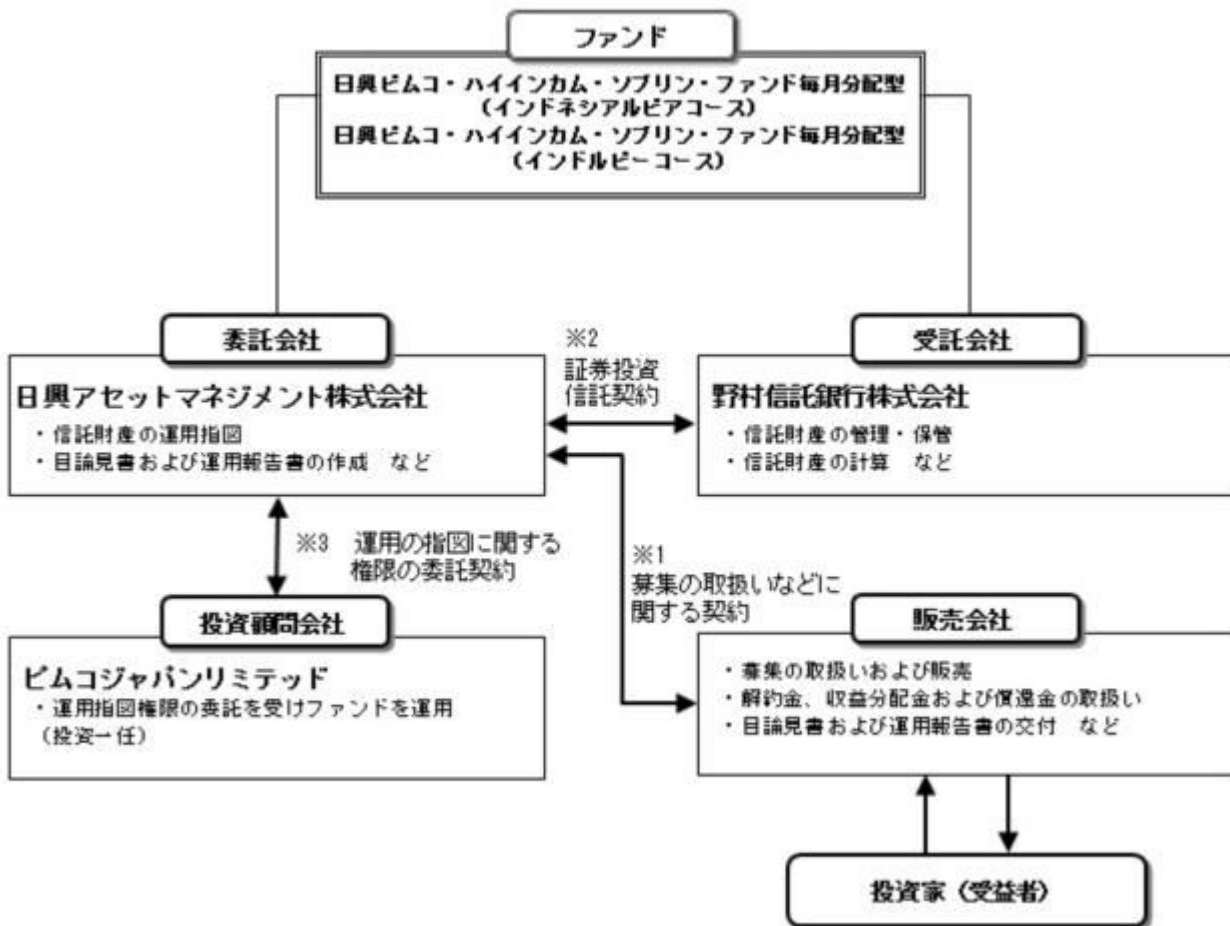 ファンド
日興ピムコ・ハイインカム・ソブリン・ファンド毎月分配型
（インドネシアルピアコース）
日興ピムコ・ハイインカム・ソブリン・ファンド毎月分配型
（インドルピーコース）
委託会社
日興アセットマネジメント株式会社
・信託財産の運用指図
・目論見書および運用報告書の作成 など
※2
証券投資
信託契約
受託会社
野村信託銀行株式会社
・信託財産の管理・保管
・信託財産の計算 など
※3 運用の指図に関する
権限の委託契約
※1
募集の取扱いなどに
関する契約
投資顧問会社
ピムコジャパンリミテッド
・運用指図権限の委託を受けファンドを運用
（投資一任）
販売会社
・募集の取扱いおよび販売
・解約金、収益分配金および償還金の取扱い
・目論見書および運用報告書の交付 など
投資家（受益者）